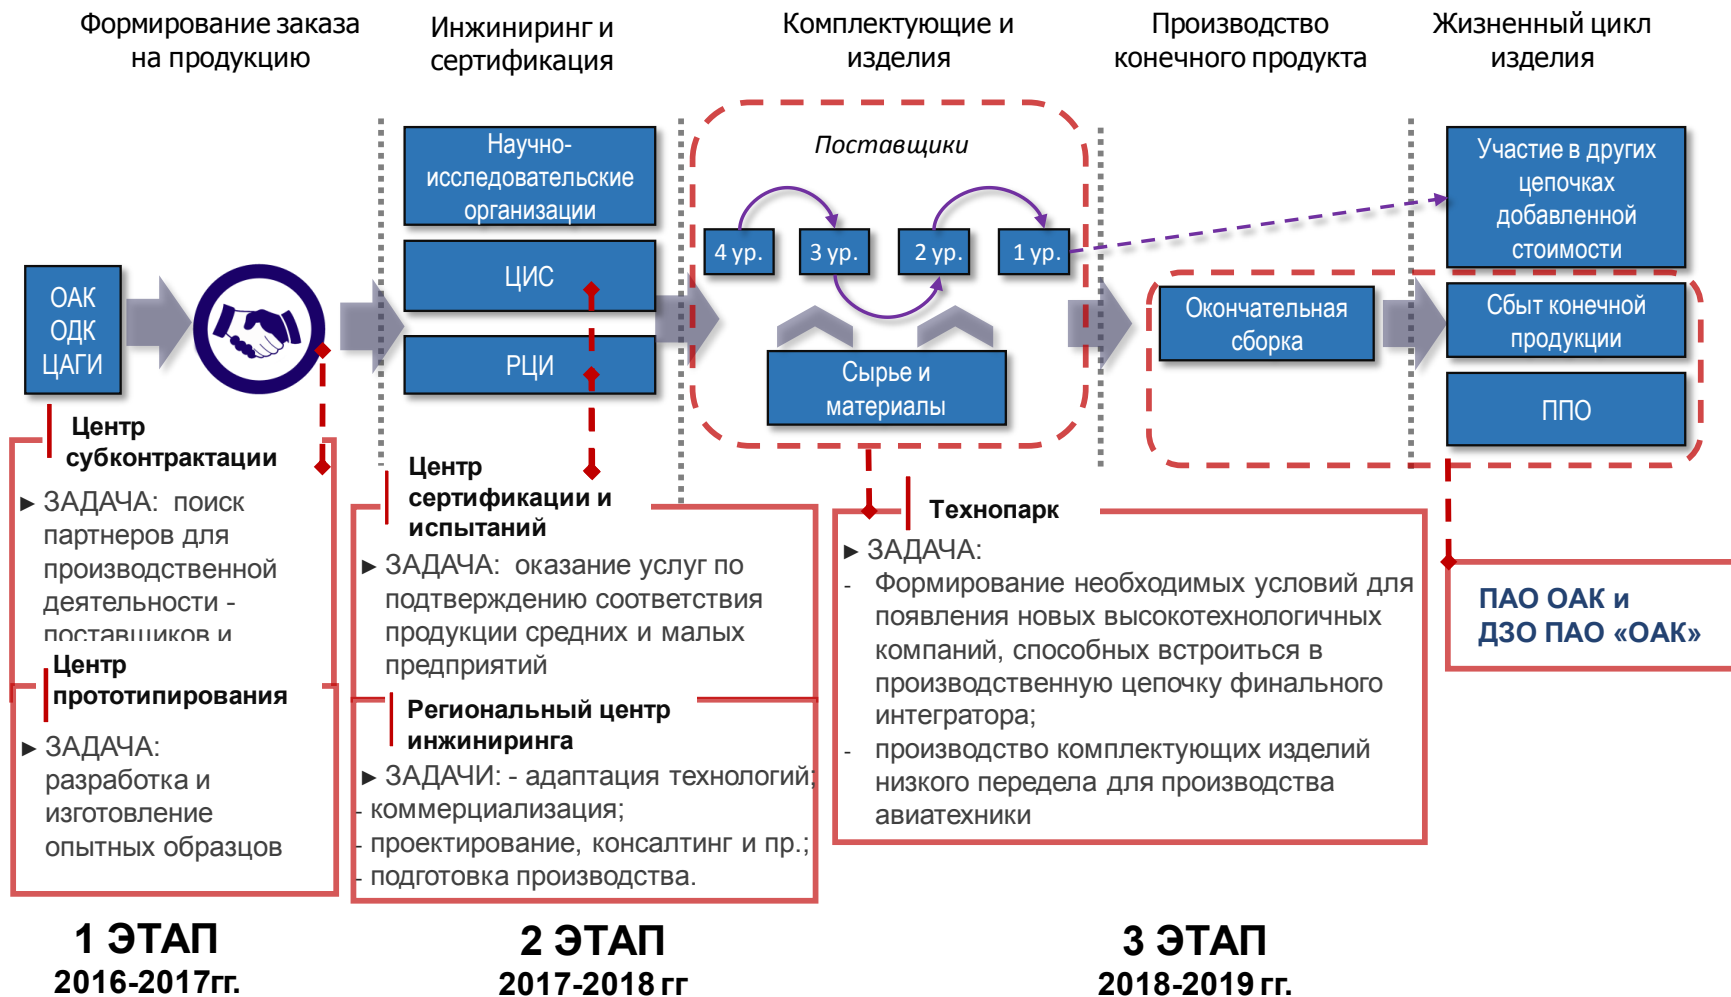 Формирование заказа
на продукцию
Инжиниринг и
сертификация
Комплектующие и
изделия
Производство
конечного продукта
Жизненный цикл
изделия
ОАК
ОДК
ЦАГИ
Научно-
исследовательские
организации
ЦИС
РЦИ
Поставщики
4 ур.
3 ур.
2 ур.
1 ур.
Сырье и
материалы
Окончательная
сборка
Участие в других
цепочках
добавленной
стоимости
Сбыт конечной
продукции
ППО
Центр
субконтрактации
► ЗАДАЧА: поиск
партнеров для
производственной
деятельности -
поставщиков и
Центр
прототипирования
► ЗАДАЧА:
разработка и
изготовление
опытных образцов
Центр
сертификации и
испытаний
► ЗАДАЧА: оказание услуг по
подтверждению соответствия
продукции средних и малых
предприятий
Региональный центр
инжиниринга
► ЗАДАЧИ: - адаптация технологий;
- коммерциализация;
- проектирование, консалтинг и пр.;
- подготовка производства.
Технопарк
► ЗАДАЧА:
- Формирование необходимых условий для
появления новых высокотехнологичных
компаний, способных встроиться в
производственную цепочку финального
интегратора;
- производство комплектующих изделий
низкого передела для производства
авиатехники
ПАО ОАК и
ДЗО ПАО «ОАК»
1 ЭТАП
2016-2017гг.
2 ЭТАП
2017-2018 гг
3 ЭТАП
2018-2019 гг.